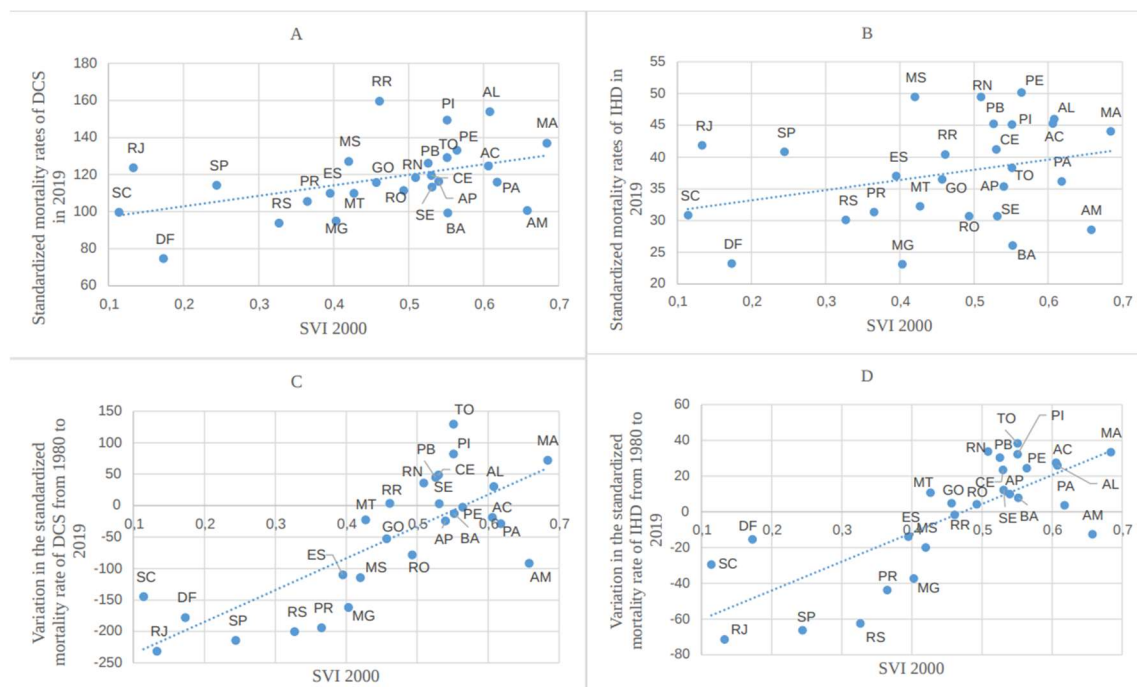 A
Standardized mortality rates of DCS
in 2019
180
160
140
120
100
80
60
RR
AL
PI
MA
RJ
MS
PB
TO
PE
AC
SP
ES
GO
RN
CE
PR
SC
RS
MT
RO
AP
PA
MG
SE
BA
AM
DF
0,1
0,2
0,3
0,4
0,5
0,6
0,7
SVI 2000
B
Standardized mortality rates of IHD in
2019
55
50
45
40
35
30
25
20
MS
RN
PE
PB
PI
AL
MA
RJ
SP
RR
CE
AC
ES
PA
TO
SC
RS
PR
MT
GO
AP
RO
SE
AM
DF
MG
BA
0,1
0,2
0,3
0,4
0,5
0,6
0,7
SVI 2000
C
Variation in the standardized
mortality rate of DCS from 1980 to
2019
150
100
50
0
-50
-100
-150
-200
-250
TO
PI
MA
PB
CE
RN
AL
RR
SE
MT
AC
PE
GO
PA
AP
BA
ES
RO
MS
AM
SC
DF
RJ
SP
RS
PR
MG
0,1
0,2
0,3
0,4
0,5
0,6
0,7
SVI 2000
D
Variation in the standardized
mortality rate of IHD from 1980 to
2019
60
40
20
0
-20
-40
-60
-80
TO
PI
RN
PB
AC
MA
PE
MT
CE
AP
AL
GO
RO
PA
ES
MS
RR
SE
BA
AM
DF
SC
PR
MG
RJ
SP
RS
0,1
0,2
0,3
0,4
0,5
0,6
0,7
SVI 2000